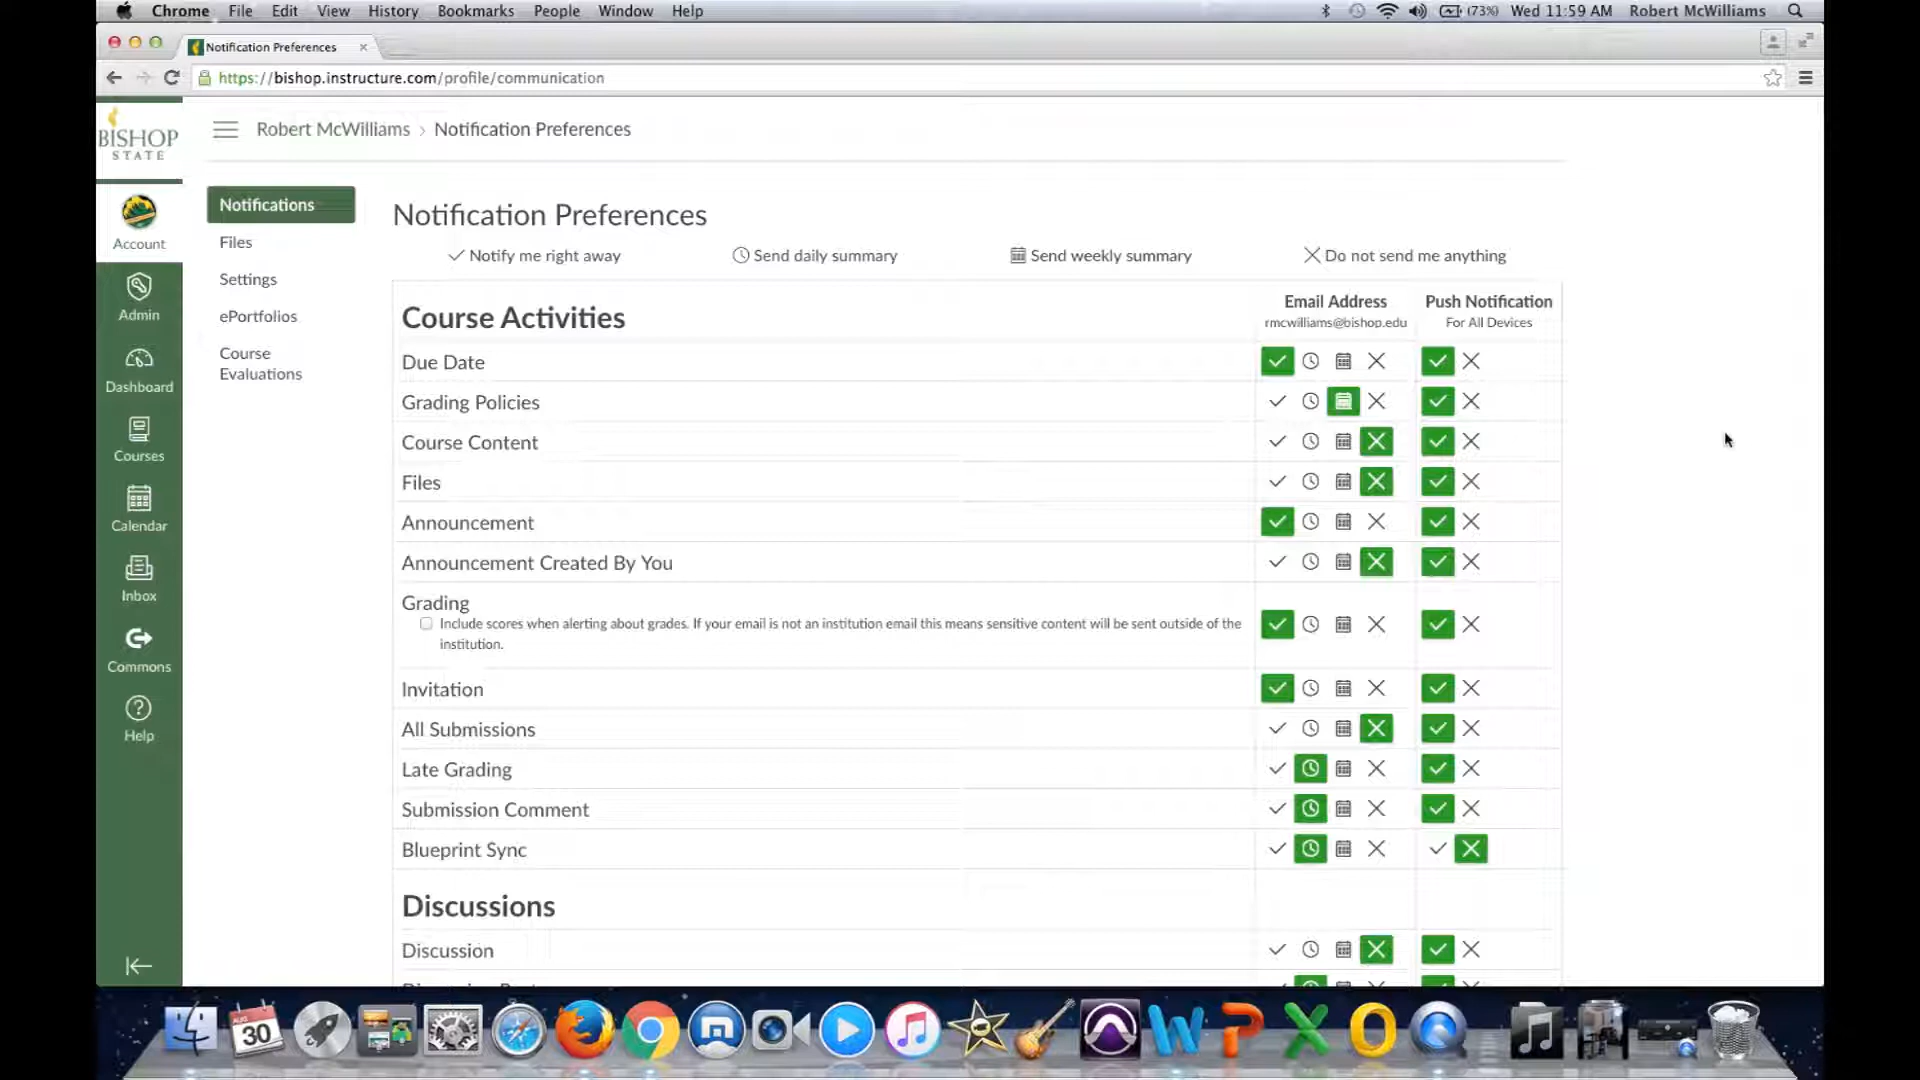 Chrome File Edit View History Bookmarks People Window Help (73%) Wed 11:59 AM Robert McWilliams
Notification Preferences
https://bishop.instructure.com/profile/communication
BISHOP
STATE
Robert McWilliams › Notification Preferences
Account
Admin
Dashboard
Courses
Calendar
Inbox
Commons
Help
Notifications
Files
Settings
ePortfolios
Course
Evaluations
Notification Preferences
Notify me right away Send daily summary Send weekly summary Do not send me anything
Course Activities
Email Address Push Notification
rmcwilliams@bishop.edu For All Devices
Due Date
Grading Policies
Course Content
Files
Announcement
Announcement Created By You
Grading
Include scores when alerting about grades. If your email is not an institution email this means sensitive content will be sent outside of the
institution.
Invitation
All Submissions
Late Grading
Submission Comment
Blueprint Sync
Discussions
Discussion
AUG
30